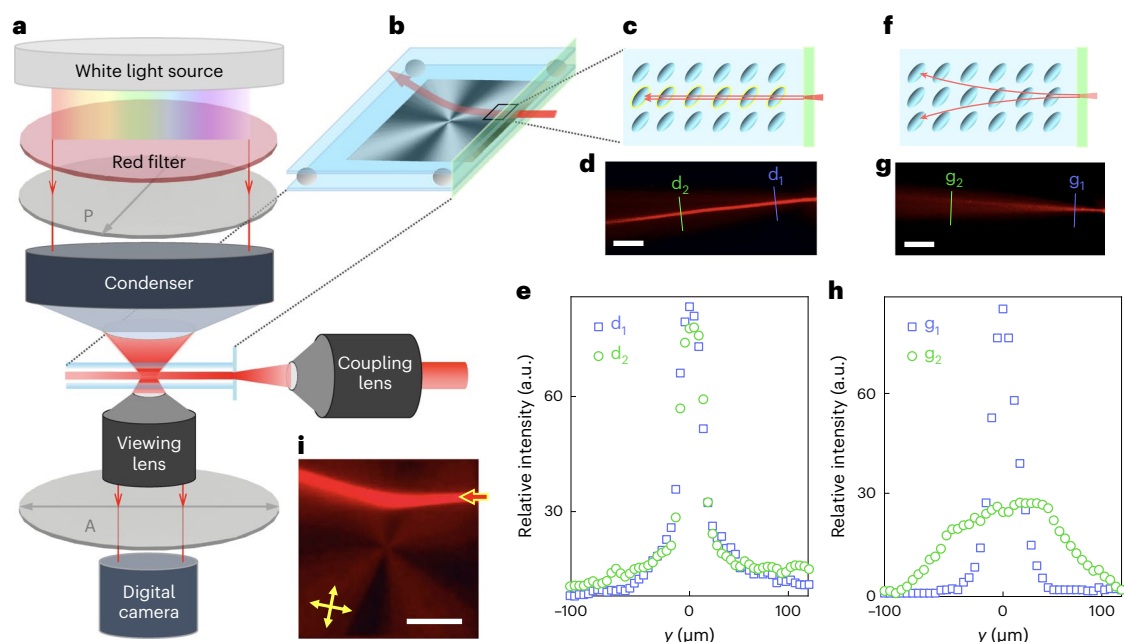 a
White light source
Red filter
P
Condenser
Coupling
lens
Viewing
lens
A
Digital
camera
b
c
d
d2
d1
e
d1
d2
Relative intensity (a.u.)
60
30
−100
0
100
y (µm)
f
g
g2
g1
h
g1
g2
Relative intensity (a.u.)
60
30
0
−100
0
100
y (µm)
i